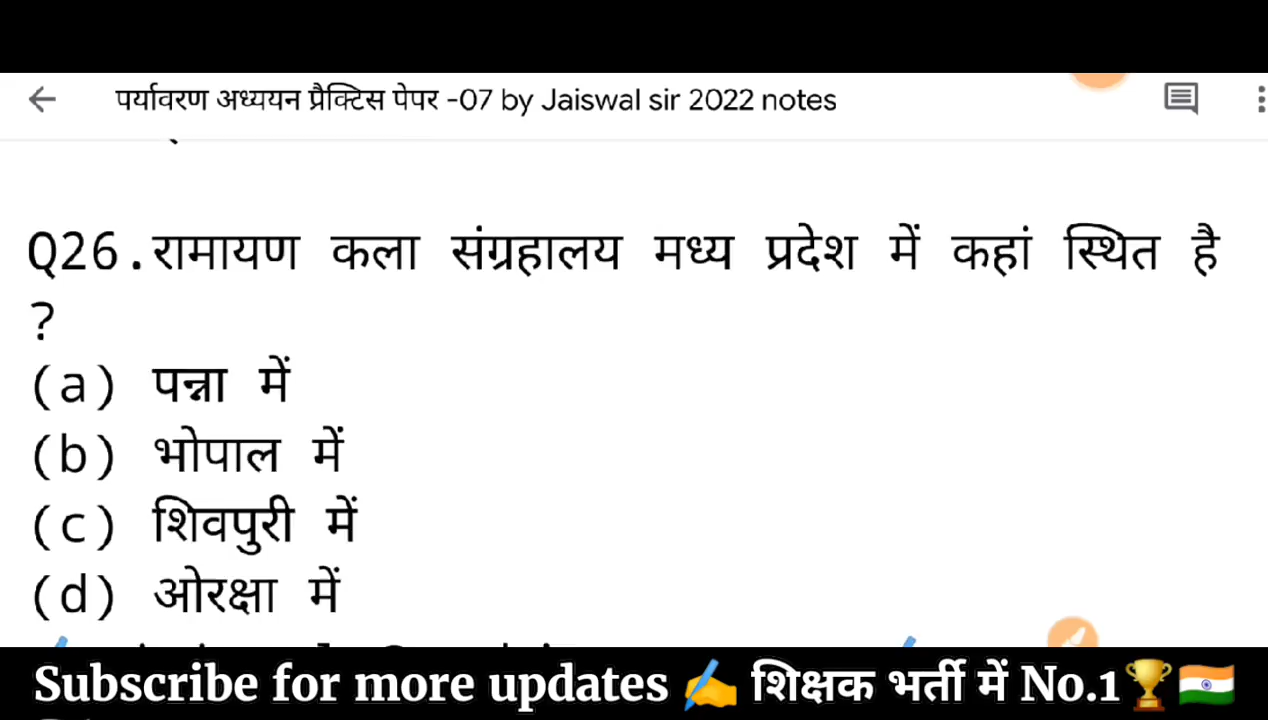 पर्यावरण अध्ययन प्रैक्टिस पेपर -07 by Jaiswal sir 2022 notes
Q26.रामायण कला संग्रहालय मध्य प्रदेश में कहां स्थित है
?
(a) पन्ना में
(b) भोपाल में
(c) शिवपुरी में
(d) ओरक्षा में
Subscribe for more updates ✍️ शिक्षक भर्ती में No.1🏆🇮🇳